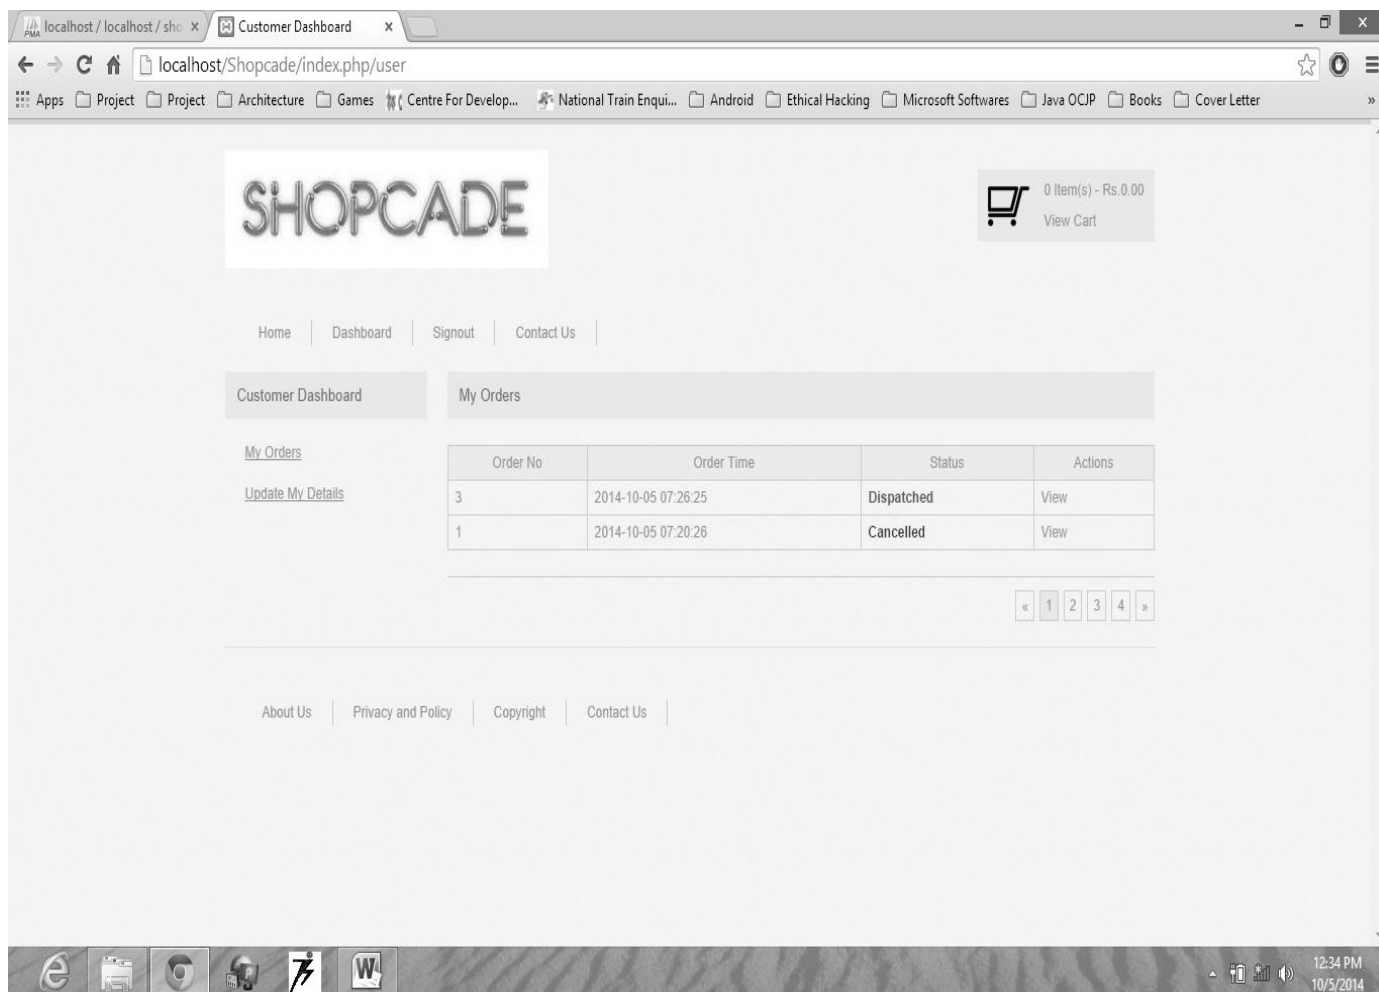 localhost / localhost / sho
Customer Dashboard
localhost/Shopcade/index.php/user
Apps Project Project Architecture Games Centre For Develop... National Train Enqui... Android Ethical Hacking Microsoft Softwares Java OCJP Books Cover Letter »
SHOPCADE
0 Item(s) - Rs.0.00
View Cart
Home Dashboard Signout Contact Us
Customer Dashboard
My Orders
My Orders
Update My Details
Order No Order Time Status Actions
3 2014-10-05 07:26:25 Dispatched View
1 2014-10-05 07:20:26 Cancelled View
« 1 2 3 4 »
About Us Privacy and Policy Copyright Contact Us
12:34 PM
10/5/2014